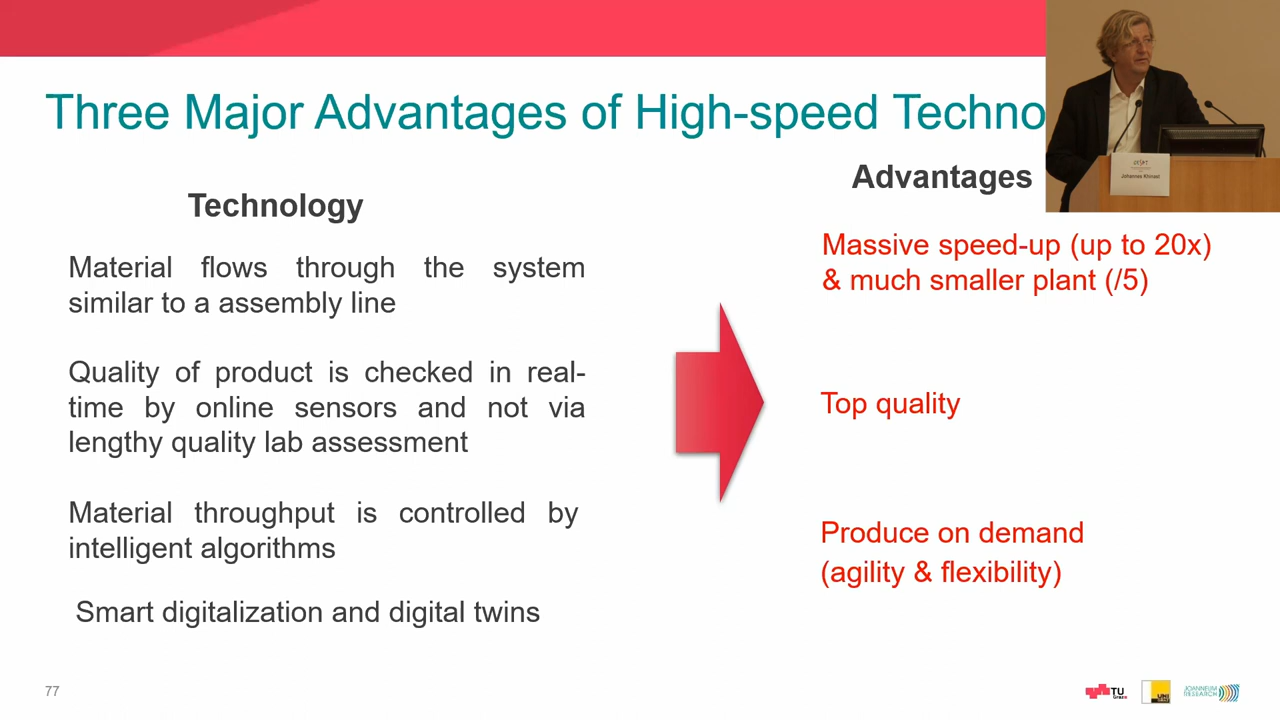 Three Major Advantages of High-speed Techno
Technology
Material flows through the system
similar to a assembly line
Quality of product is checked in real-
time by online sensors and not via
lengthy quality lab assessment
Material throughput is controlled by
intelligent algorithms
Smart digitalization and digital twins
Advantages
Massive speed-up (up to 20x)
& much smaller plant (/5)
Top quality
Produce on demand
(agility & flexibility)
Johannes Khinast
77
TU
Graz
UNI
GRAZ
JOANNEUM
RESEARCH